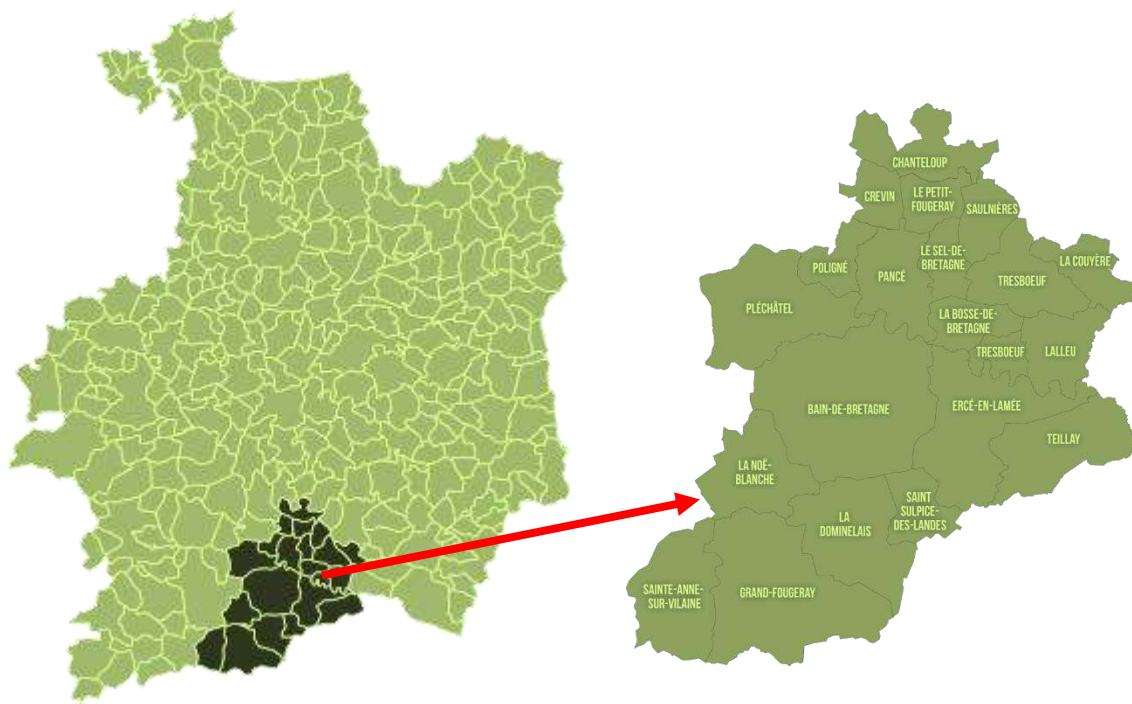 CHANTELOUP
CREVIN
LE PETIT-
FOUGERAY
SAULNIÈRES
LE SEL-DE-
BRETAGNE
LA COUYÈRE
POLIGNÉ
PANCÉ
TRESBOEUF
PLÉCHÂTEL
LA BOSSE-DE-
BRETAGNE
TRESBOEUF
LALLEU
BAIN-DE-BRETAGNE
ERCÉ-EN-LAMÉE
TEILLAY
LA NOË-
BLANCHE
SAINT
SULPICE-
DES-LANDES
LA
DOMINELAIS
SAINTE-ANNE-
SUR-VILAINE
GRAND-FOUGERAY